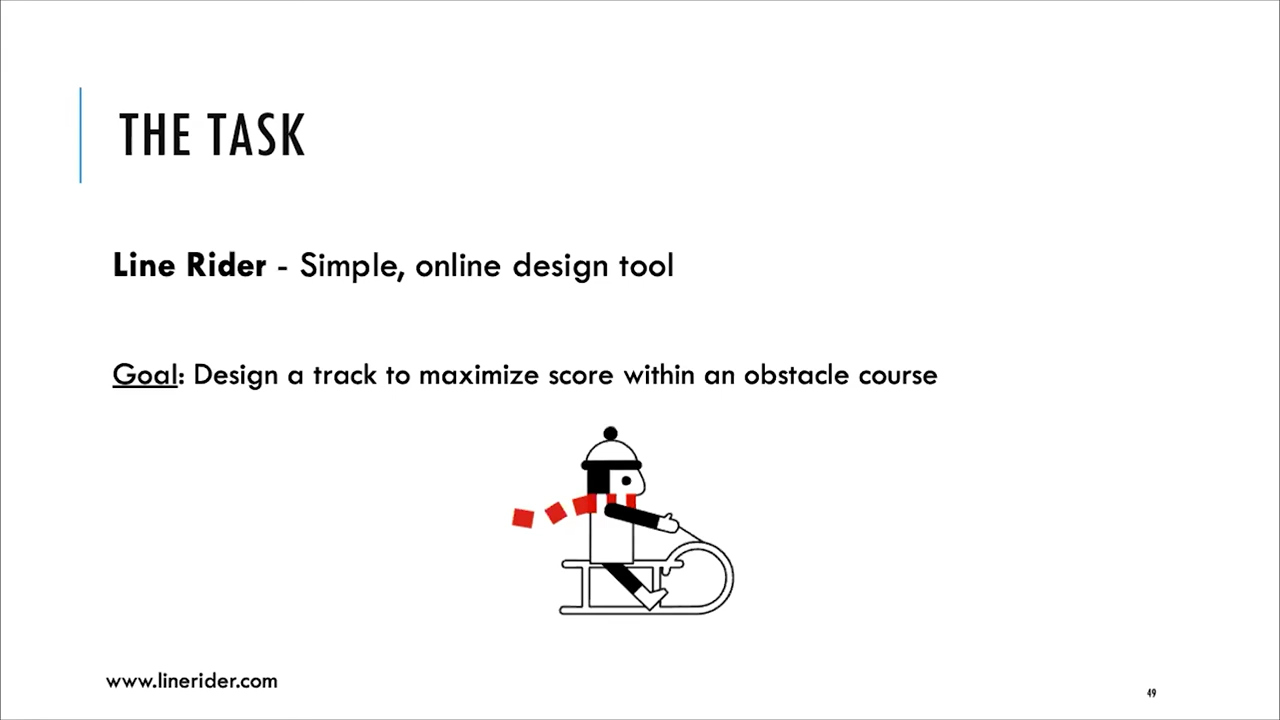 THE TASK
Line Rider - Simple, online design tool
Goal: Design a track to maximize score within an obstacle course
www.linerider.com
49